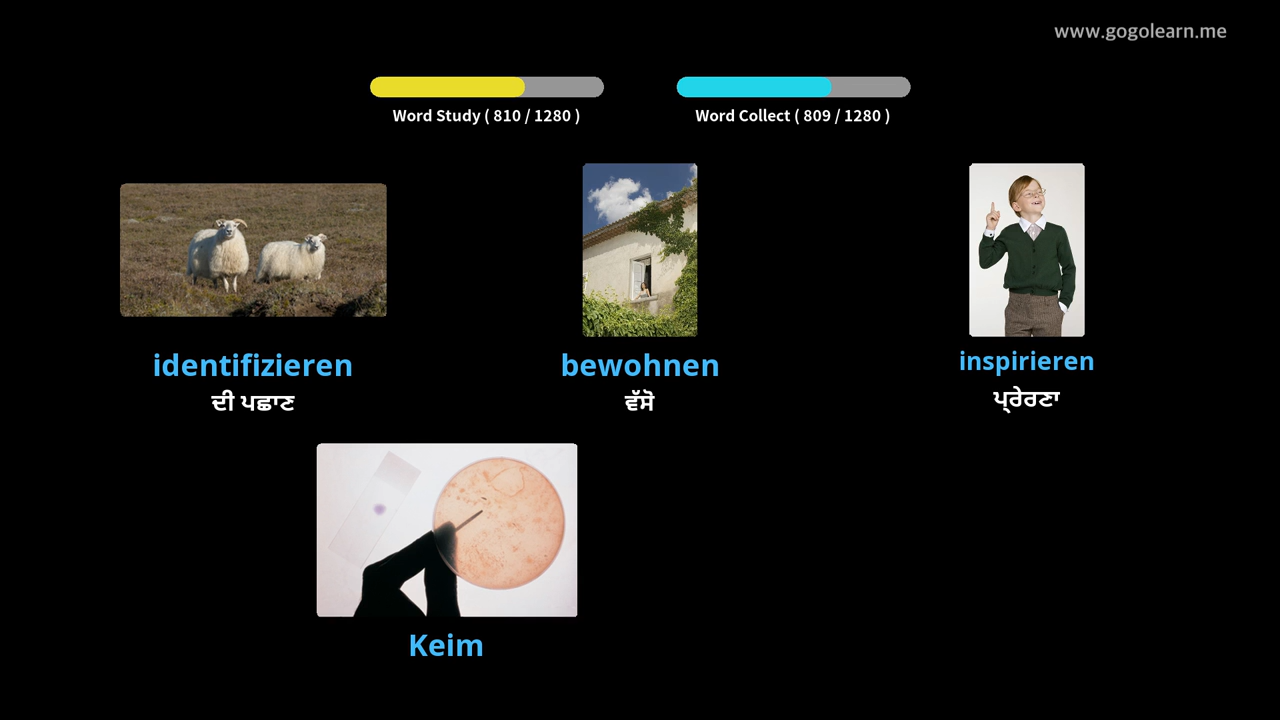 www.gogolearn.me
Word Study ( 810 / 1280 )
Word Collect ( 809 / 1280 )
identifizieren
ਦੀ ਪਛਾਣ
bewohnen
ਵੱਸੋ
inspirieren
ਪ੍ਰੇਰਣਾ
Keim